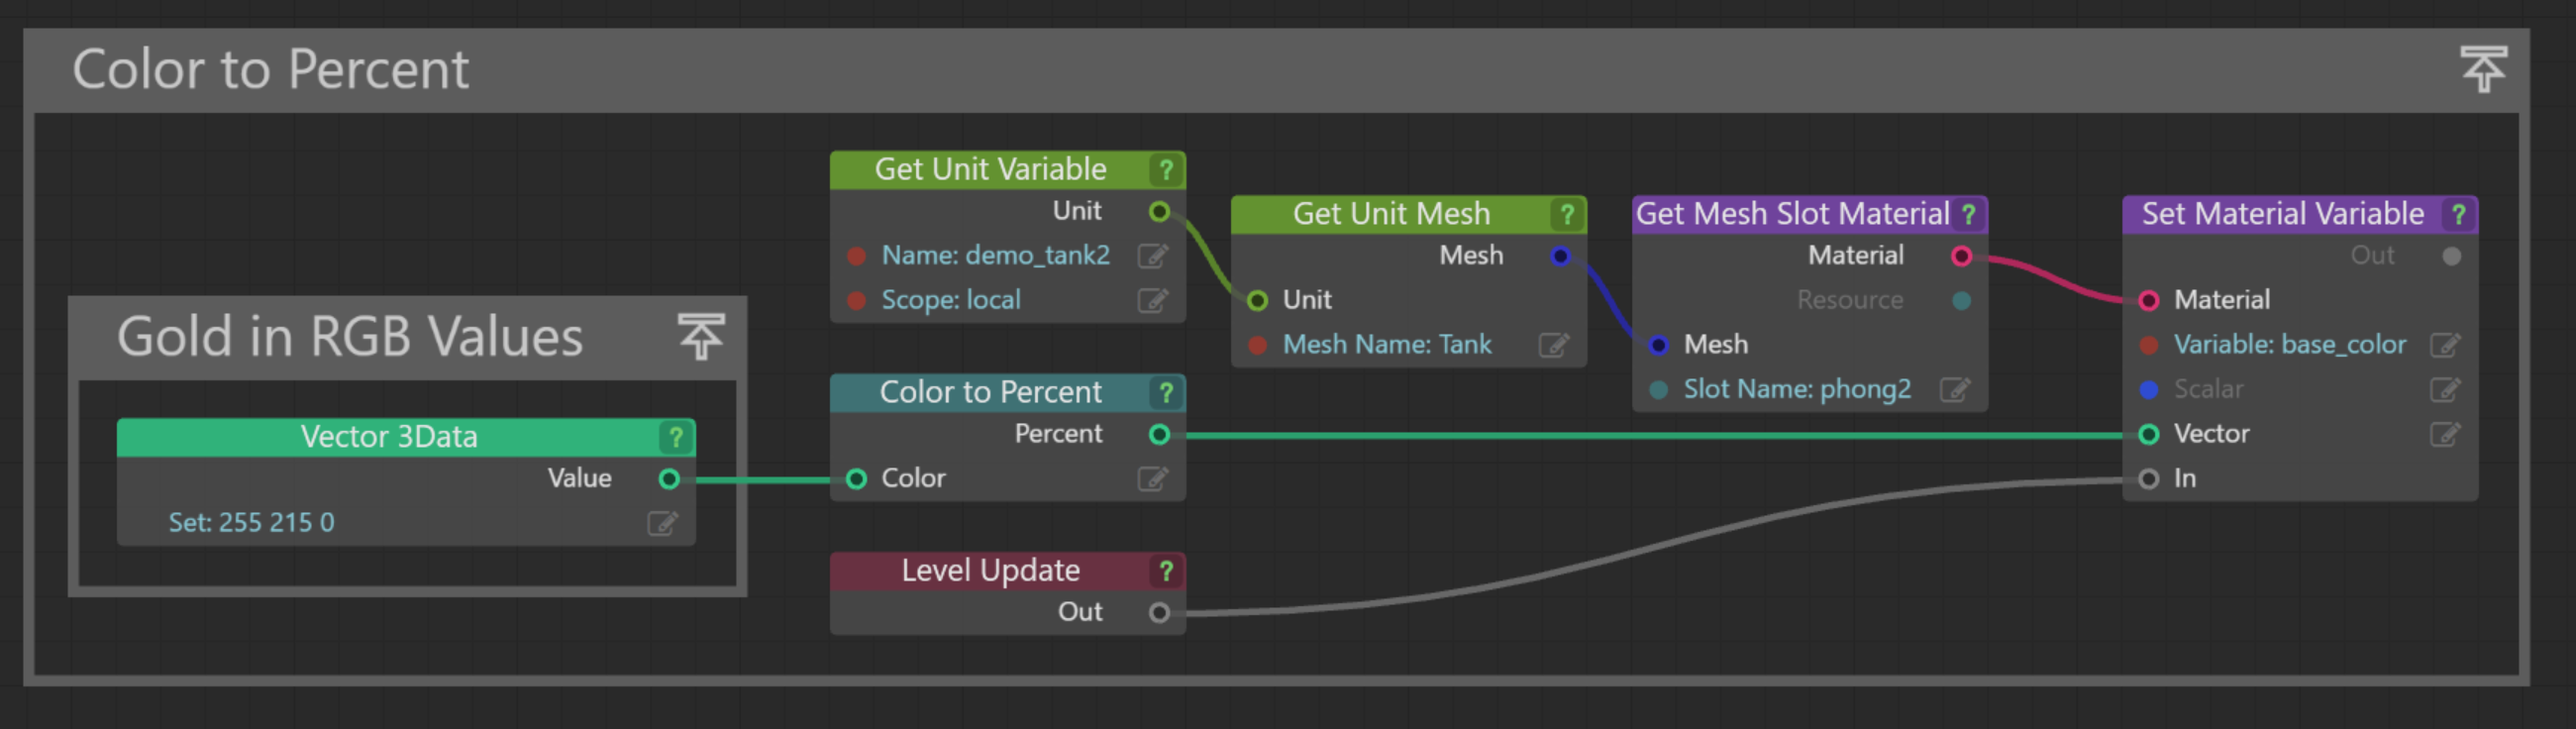 Color to Percent
Gold in RGB Values
Vector 3Data ?
Value
Set: 255 215 0
Get Unit Variable ?
Unit
Name: demo_tank2
Scope: local
Color to Percent ?
Percent
Color
Level Update ?
Out
Get Unit Mesh ?
Mesh
Unit
Mesh Name: Tank
Get Mesh Slot Material ?
Material
Resource
Mesh
Slot Name: phong2
Set Material Variable ?
Out
Material
Variable: base_color
Scalar
Vector
In